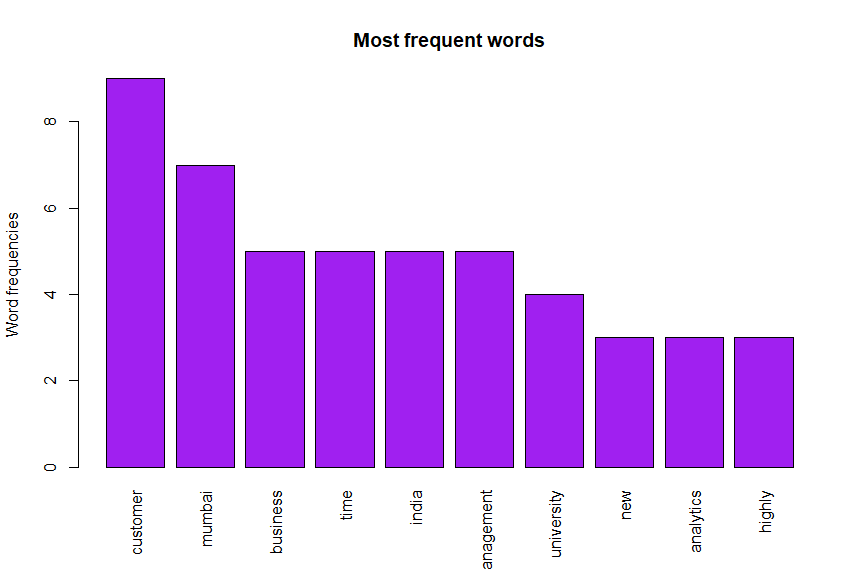 Most frequent words
Word frequencies
8
6
4
2
0
customer
mumbai
business
time
india
anagement
university
new
analytics
highly